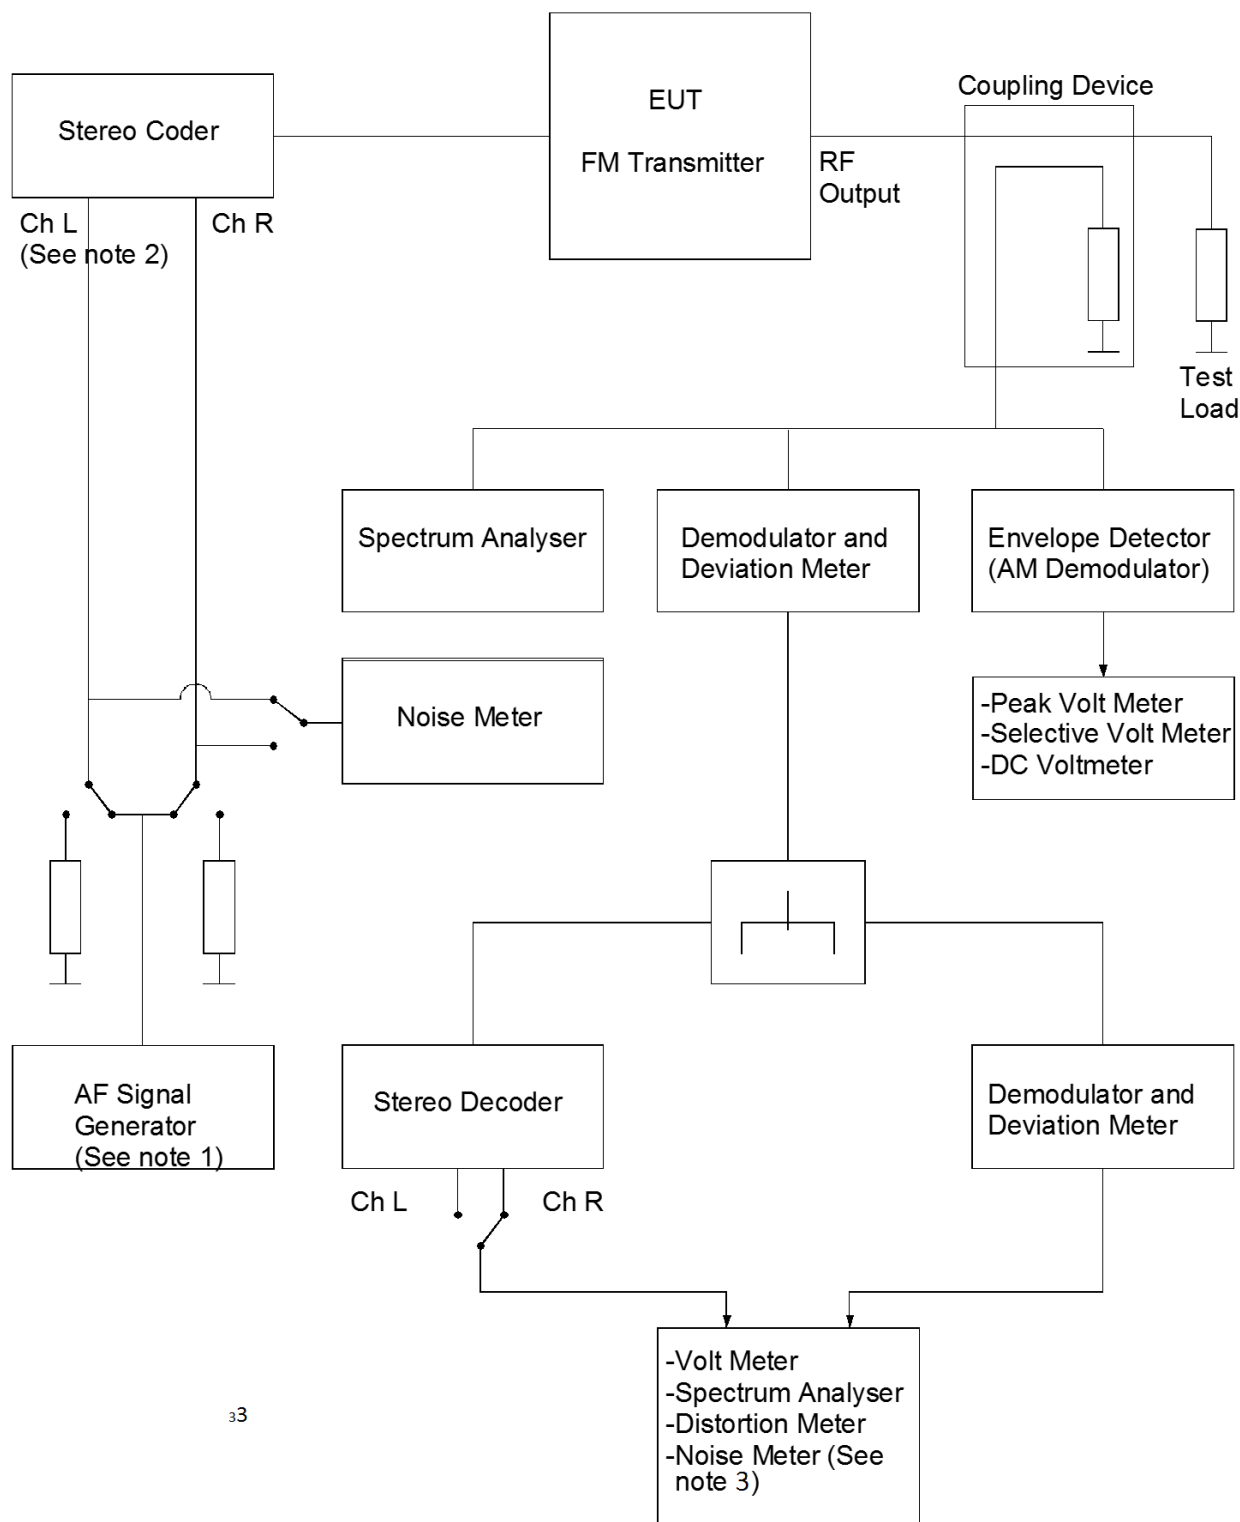 EUT
FM Transmitter
Coupling Device
Stereo Coder
RF
Output
Ch L
(See note 2)
Ch R
Test
Load
Spectrum Analyser
Demodulator and
Deviation Meter
Envelope Detector
(AM Demodulator)
Noise Meter
-Peak Volt Meter
-Selective Volt Meter
-DC Voltmeter
AF Signal
Generator
(See note 1)
Stereo Decoder
Demodulator and
Deviation Meter
Ch L
Ch R
-Volt Meter
-Spectrum Analyser
-Distortion Meter
-Noise Meter (See
note 3)
33